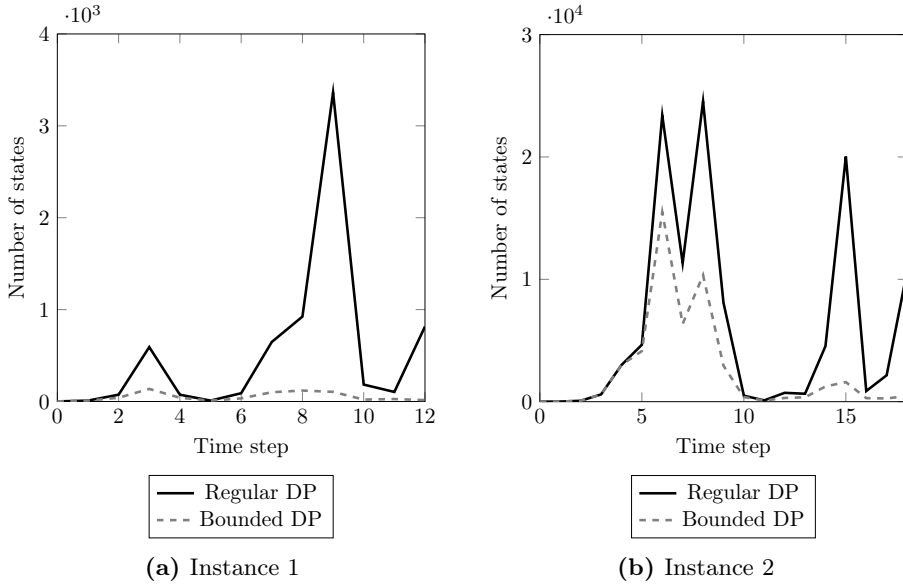 ·10³
4
3
2
1
0
0 2 4 6 8 10 12
Number of states
Time step
Regular DP
Bounded DP
(a) Instance 1
·10⁴
3
2
1
0
0 5 10 15
Number of states
Time step
Regular DP
Bounded DP
(b) Instance 2